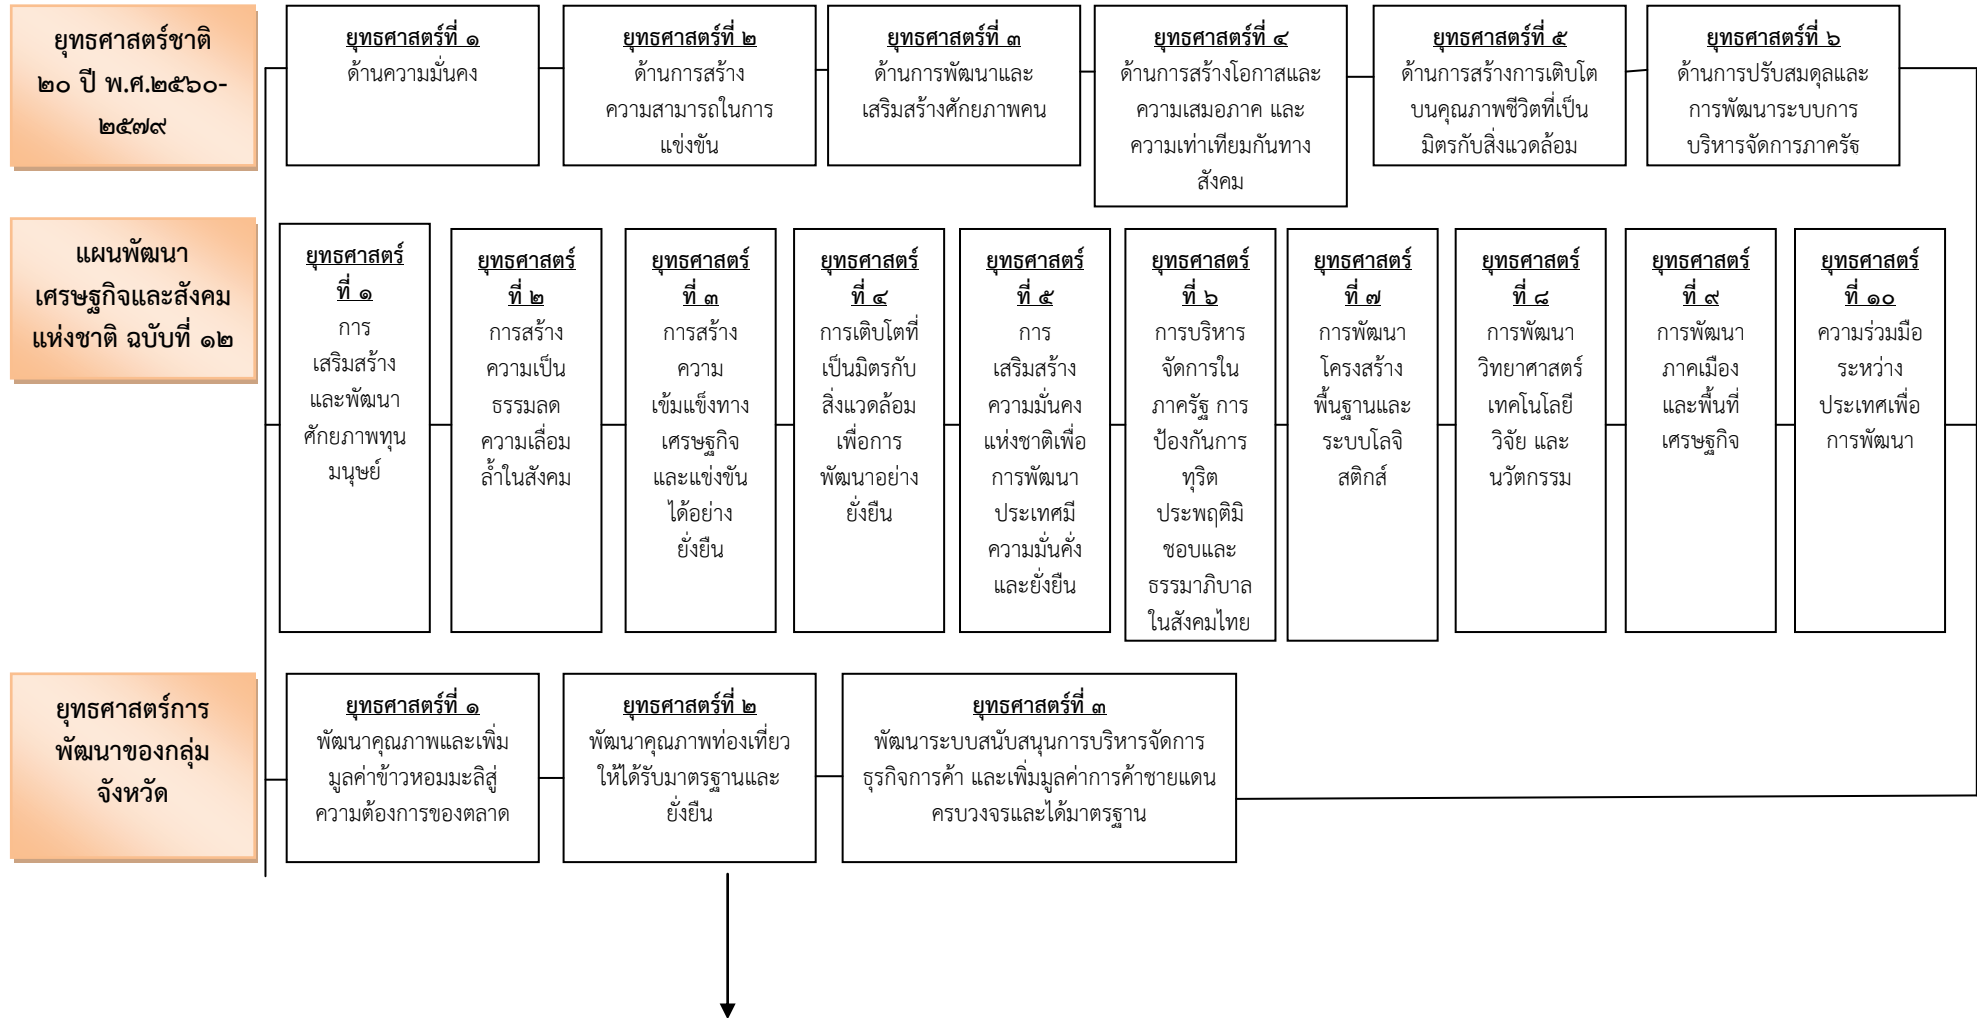 ยุทธศาสตร์ชาติ
๒๐ ปี พ.ศ.๒๕๖๐-
๒๕๗๙
ยุทธศาสตร์ที่ ๑
ด้านความมั่นคง
ยุทธศาสตร์ที่ ๒
ด้านการสร้าง
ความสามารถในการ
แข่งขัน
ยุทธศาสตร์ที่ ๓
ด้านการพัฒนาและ
เสริมสร้างศักยภาพคน
ยุทธศาสตร์ที่ ๔
ด้านการสร้างโอกาสและ
ความเสมอภาค และ
ความเท่าเทียมกันทาง
สังคม
ยุทธศาสตร์ที่ ๕
ด้านการสร้างการเติบโต
บนคุณภาพชีวิตที่เป็น
มิตรกับสิ่งแวดล้อม
ยุทธศาสตร์ที่ ๖
ด้านการปรับสมดุลและ
การพัฒนาระบบการ
บริหารจัดการภาครัฐ
แผนพัฒนา
เศรษฐกิจและสังคม
แห่งชาติ ฉบับที่ ๑๒
ยุทธศาสตร์
ที่ ๑
การ
เสริมสร้าง
และพัฒนา
ศักยภาพทุน
มนุษย์
ยุทธศาสตร์
ที่ ๒
การสร้าง
ความเป็น
ธรรมลด
ความเลื่อม
ล้ำในสังคม
ยุทธศาสตร์
ที่ ๓
การสร้าง
ความ
เข้มแข็งทาง
เศรษฐกิจ
และแข่งขัน
ได้อย่าง
ยั่งยืน
ยุทธศาสตร์
ที่ ๔
การเติบโตที่
เป็นมิตรกับ
สิ่งแวดล้อม
เพื่อการ
พัฒนาอย่าง
ยั่งยืน
ยุทธศาสตร์
ที่ ๕
การ
เสริมสร้าง
ความมั่นคง
แห่งชาติเพื่อ
การพัฒนา
ประเทศมี
ความมั่นคั่ง
และยั่งยืน
ยุทธศาสตร์
ที่ ๖
การบริหาร
จัดการใน
ภาครัฐ การ
ป้องกันการ
ทุริต
ประพฤติมิ
ชอบและ
ธรรมาภิบาล
ในสังคมไทย
ยุทธศาสตร์
ที่ ๗
การพัฒนา
โครงสร้าง
พื้นฐานและ
ระบบโลจิ
สติกส์
ยุทธศาสตร์
ที่ ๘
การพัฒนา
วิทยาศาสตร์
เทคโนโลยี
วิจัย และ
นวัตกรรม
ยุทธศาสตร์
ที่ ๙
การพัฒนา
ภาคเมือง
และพื้นที่
เศรษฐกิจ
ยุทธศาสตร์
ที่ ๑๐
ความร่วมมือ
ระหว่าง
ประเทศเพื่อ
การพัฒนา
ยุทธศาสตร์การ
พัฒนาของกลุ่ม
จังหวัด
ยุทธศาสตร์ที่ ๑
พัฒนาคุณภาพและเพิ่ม
มูลค่าข้าวหอมมะลิสู่
ความต้องการของตลาด
ยุทธศาสตร์ที่ ๒
พัฒนาคุณภาพท่องเที่ยว
ให้ได้รับมาตรฐานและ
ยั่งยืน
ยุทธศาสตร์ที่ ๓
พัฒนาระบบสนับสนุนการบริหารจัดการ
ธุรกิจการค้า และเพิ่มมูลค่าการค้าชายแดน
ครบวงจรและได้มาตรฐาน